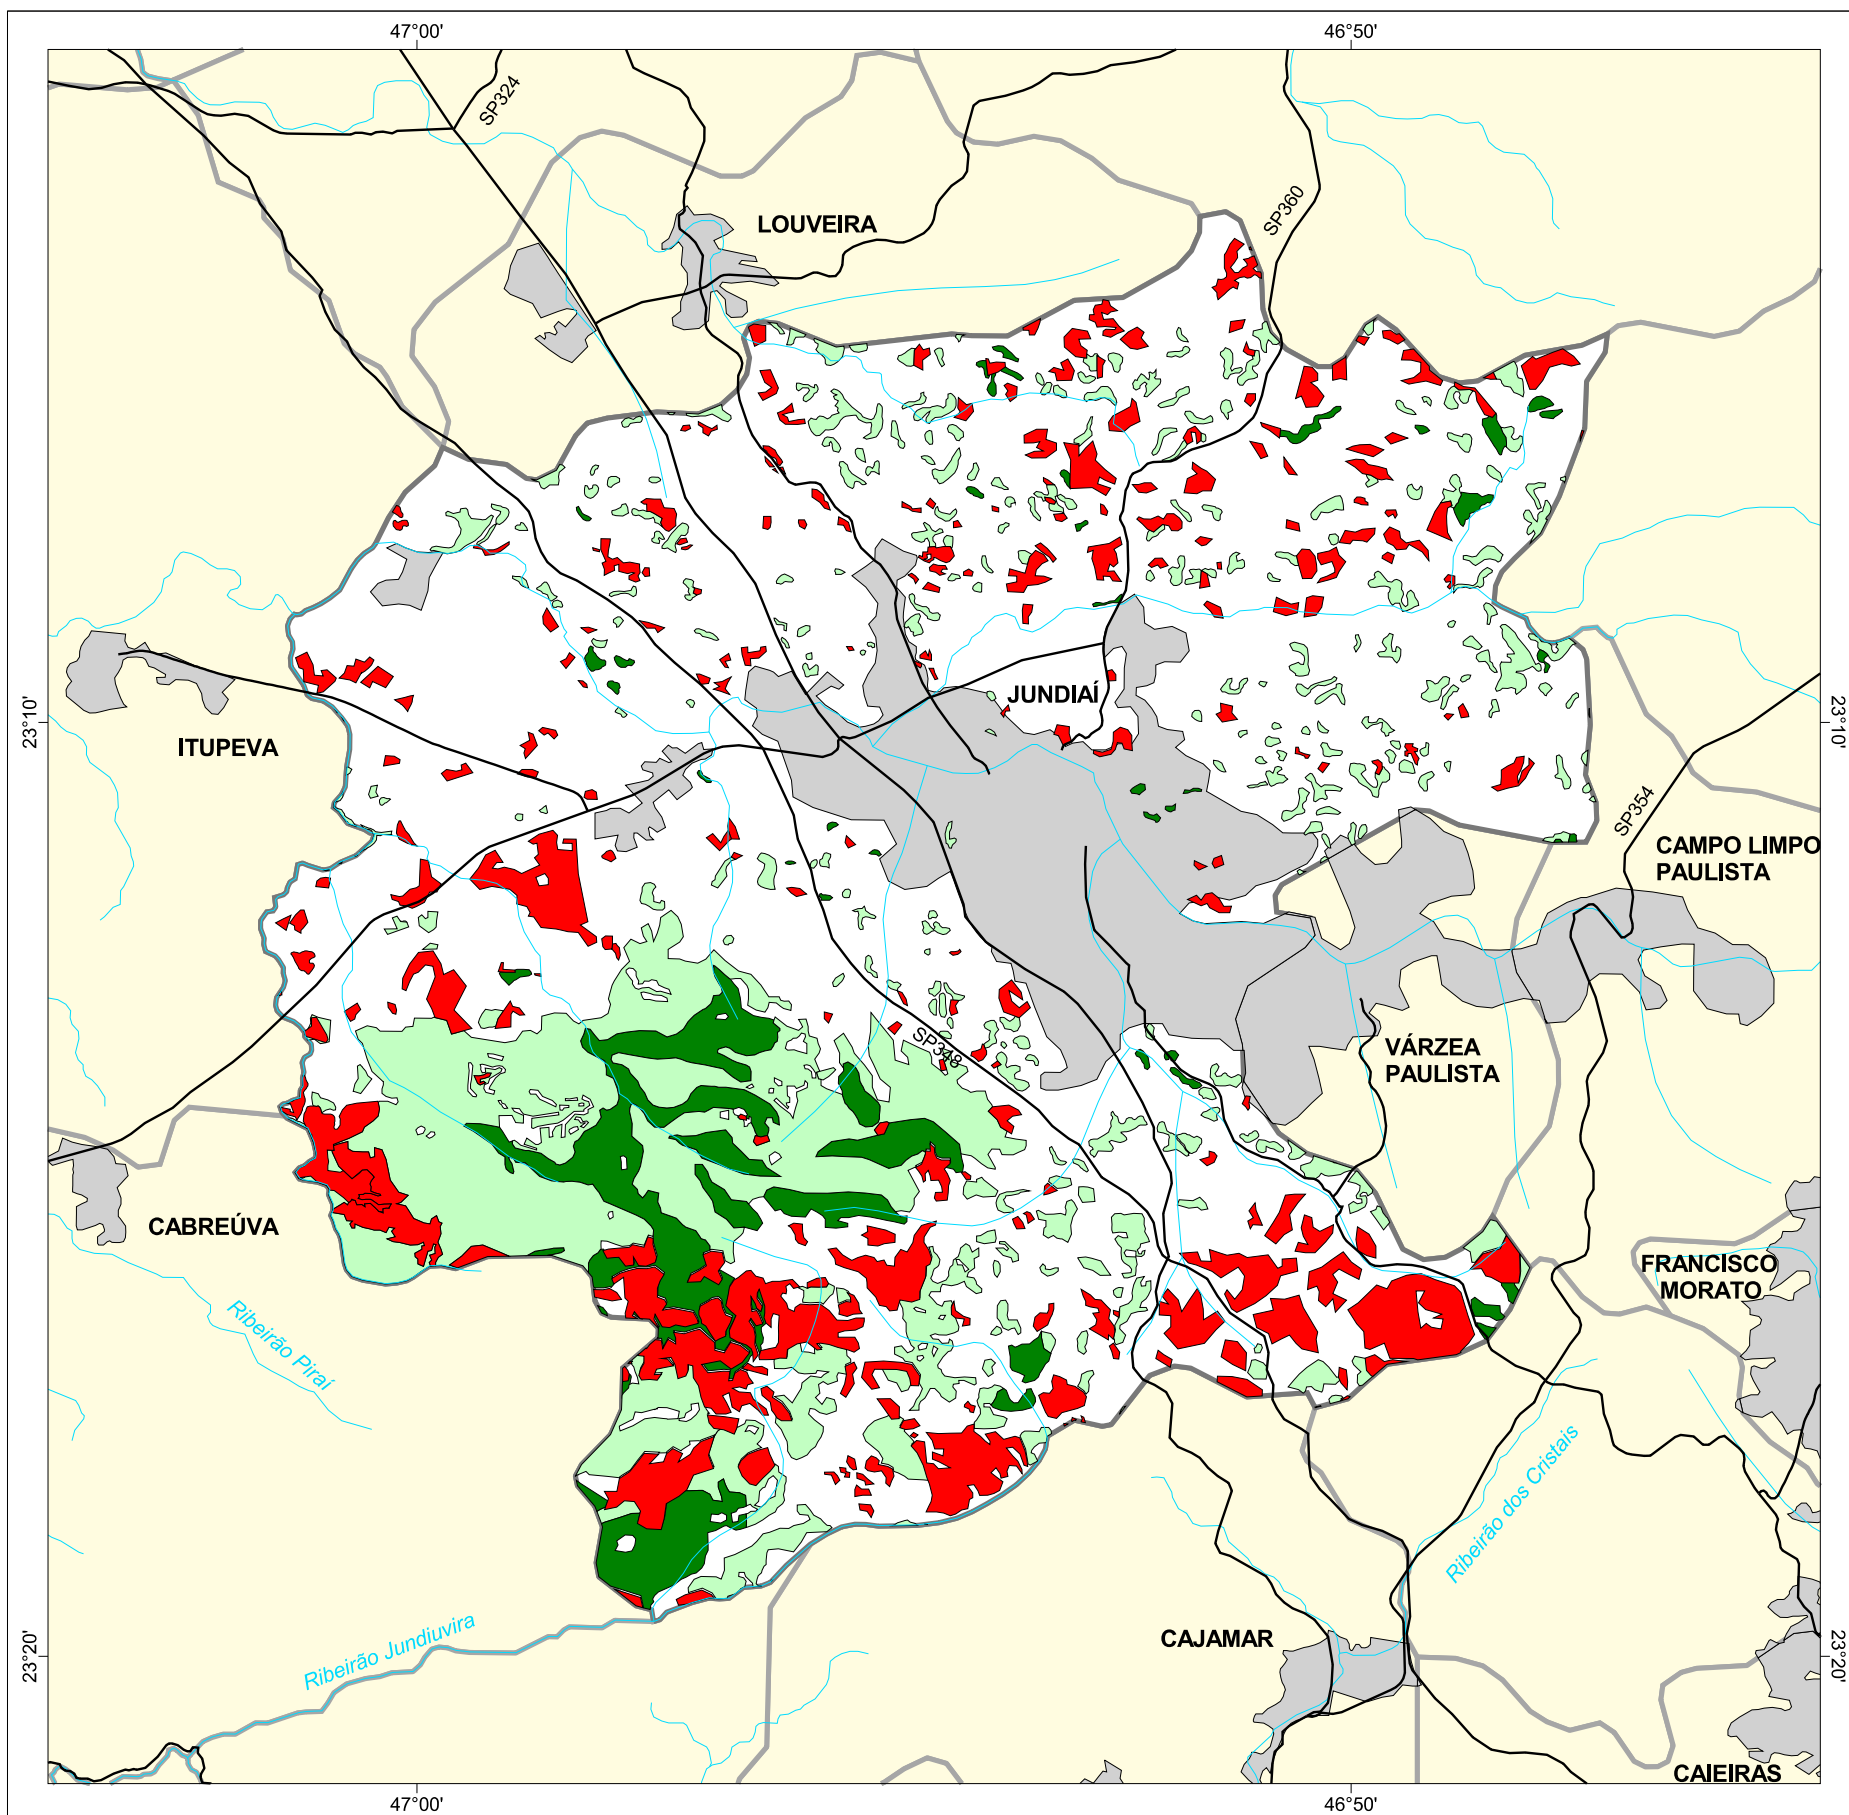 47°00'
46°50'
SP324
SP360
LOUVEIRA
JUNDIAÍ
23°10'
23°10'
ITUPEVA
SP354
CAMPO LIMPO
PAULISTA
SP348
VÁRZEA
PAULISTA
CABREÚVA
FRANCISCO
MORATO
Ribeirão Piraí
Ribeirão dos Cristais
Ribeirão Jundiuvira
CAJAMAR
23°20'
23°20'
CAIEIRAS
47°00'
46°50'